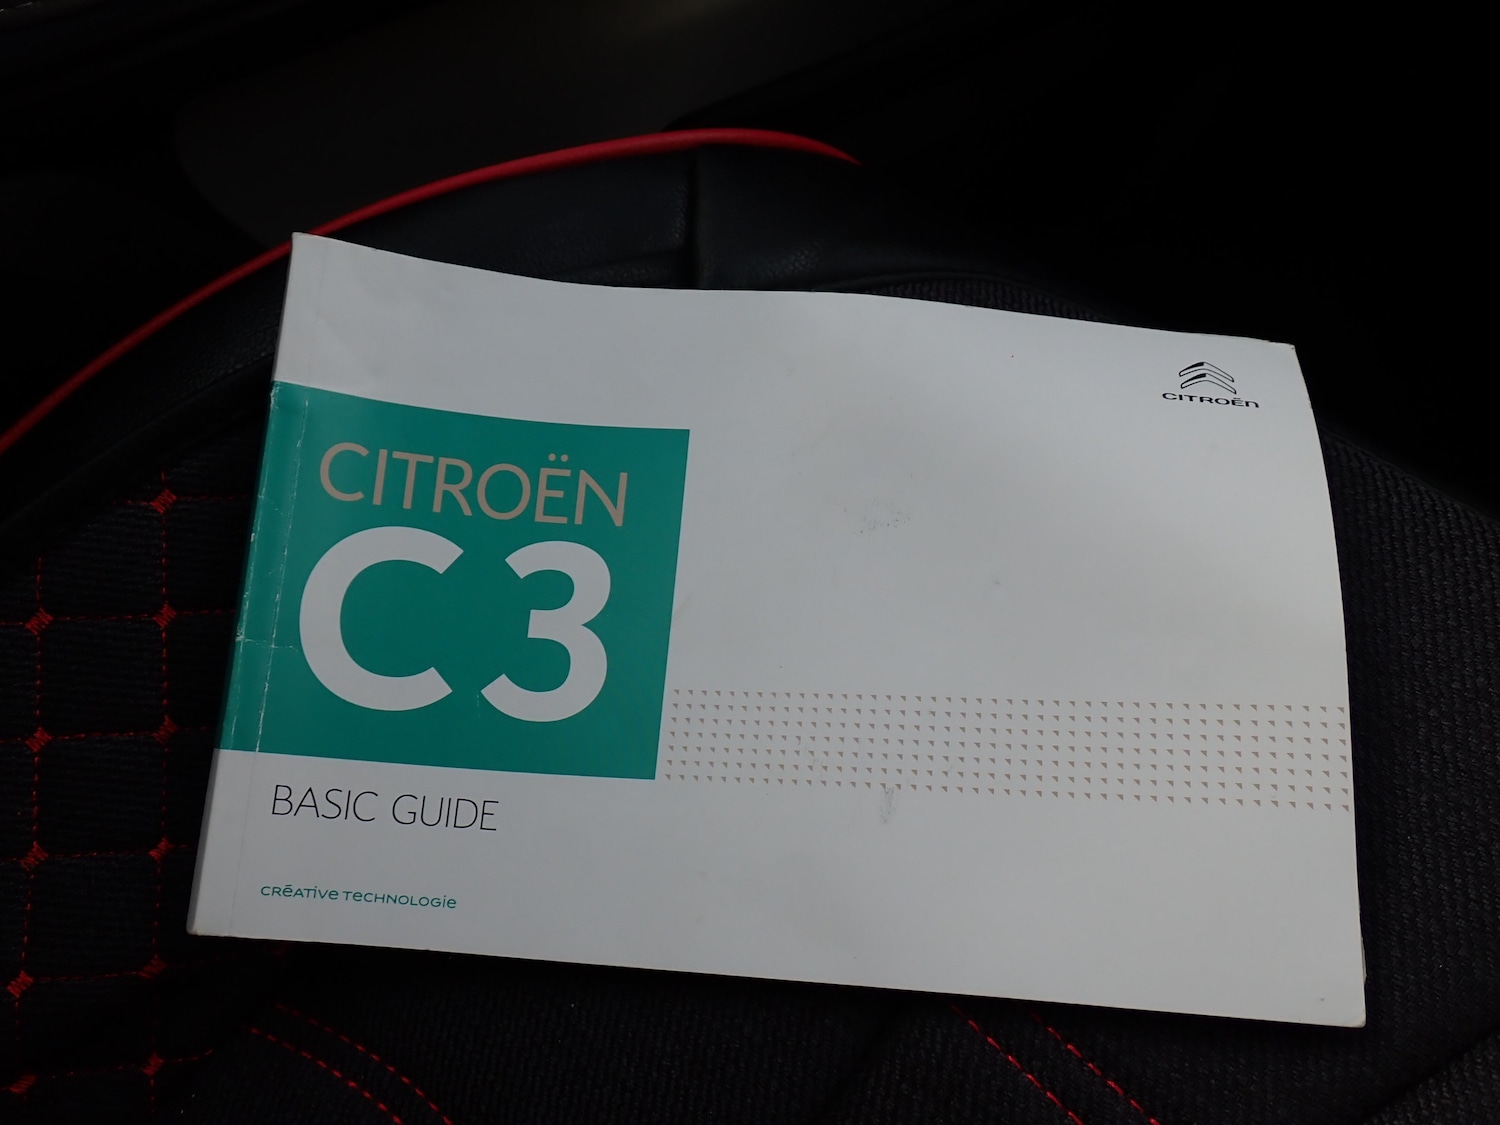 CITROËN
CITROËN
C3
BASIC GUIDE
CRÉATIVE TECHNOLOGIE